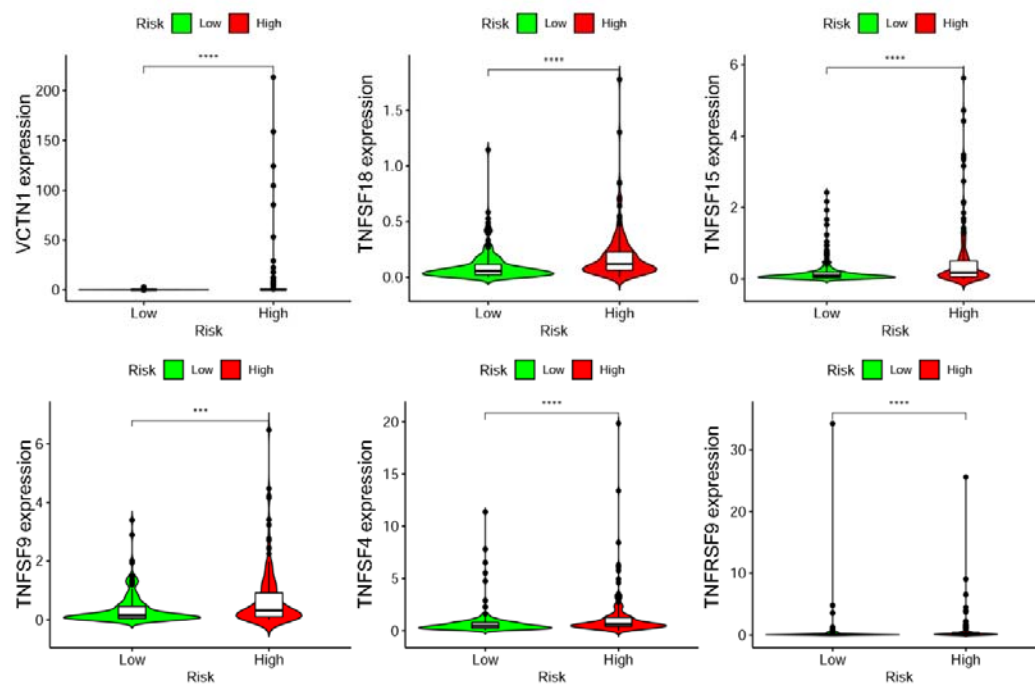 Risk Low High
****
VCTN1 expression
200
150
100
50
0
Low High
Risk
Risk Low High
****
TNFSF18 expression
1.5
1.0
0.5
0.0
Low High
Risk
Risk Low High
****
TNFSF15 expression
6
4
2
0
Low High
Risk
Risk Low High
***
TNFSF9 expression
6
4
2
0
Low High
Risk
Risk Low High
****
TNFSF4 expression
20
15
10
5
0
Low High
Risk
Risk Low High
****
TNFRSF9 expression
30
20
10
0
Low High
Risk